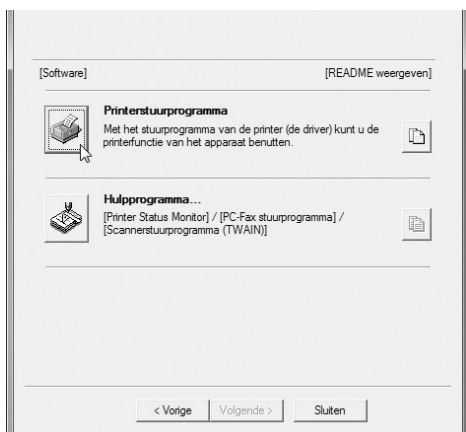 [Software] [README weergeven]
Printerstuurprogramma
Met het stuurprogramma van de printer (de driver) kunt u de
printerfunctie van het apparaat benutten.
Hulpprogramma...
[Printer Status Monitor] / [PC-Fax stuurprogramma] /
[Scannerstuurprogramma (TWAIN)]
< Vorige Volgende > Sluiten